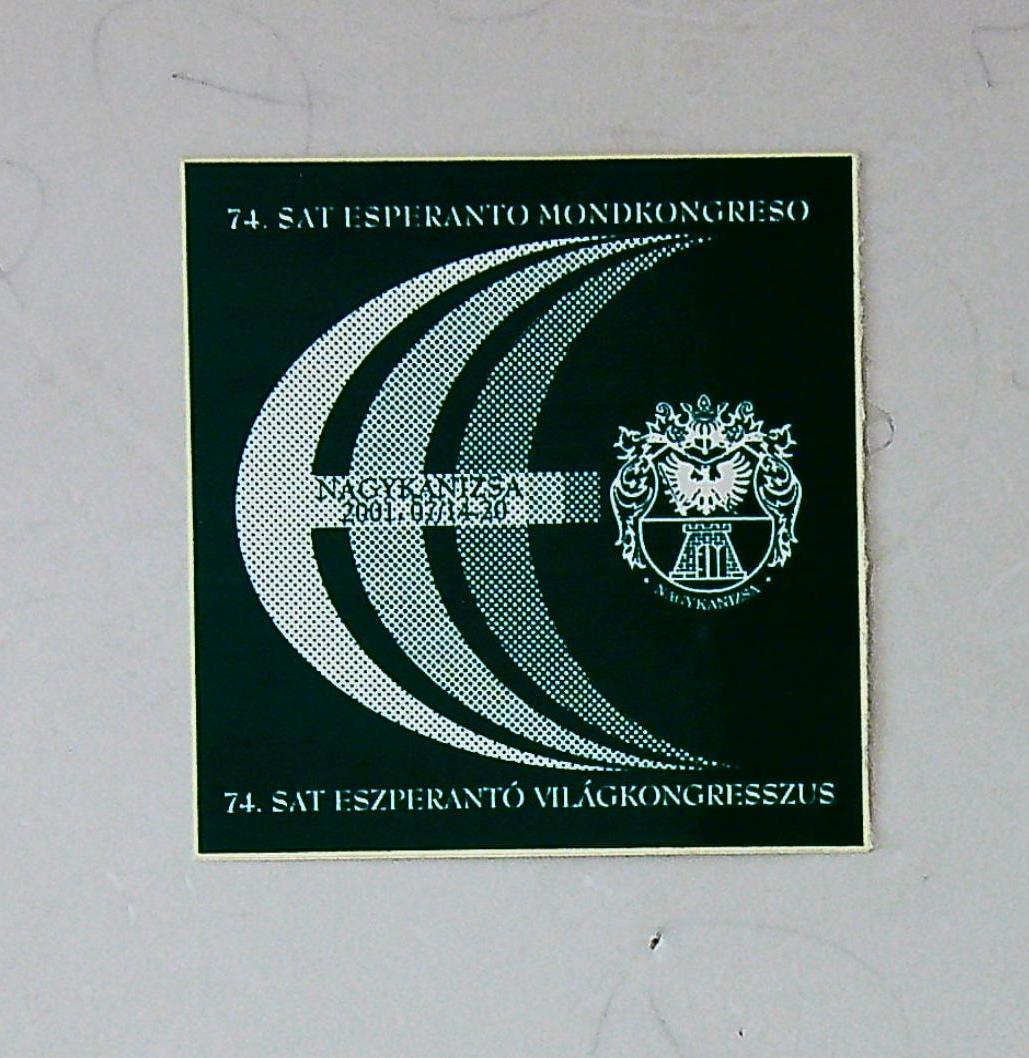 74. SAT ESPERANTO MONDKONGRESO
NAGYKANIZSA
2001. 07/14-20
NAGYKANIZSA
74. SAT ESZPERANTÓ VILÁGKONGRESSZUS